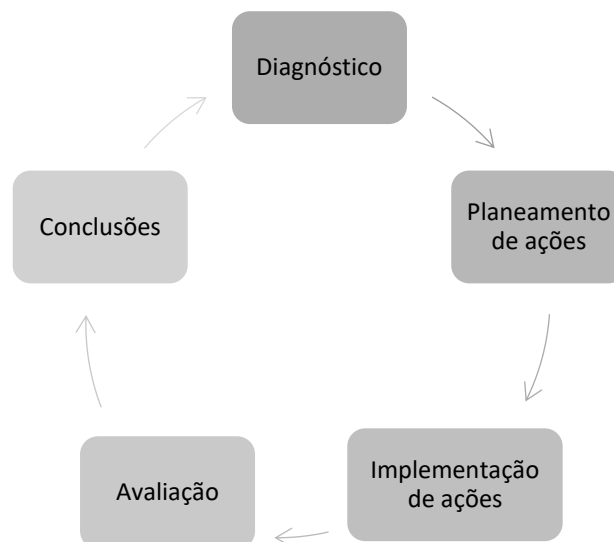 Diagnóstico
Planeamento
de ações
Implementação
de ações
Avaliação
Conclusões